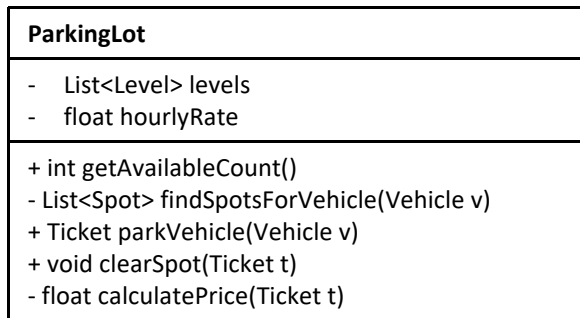 ParkingLot
- List<Level> levels
- float hourlyRate
+ int getAvailableCount()
- List<Spot> findSpotsForVehicle(Vehicle v)
+ Ticket parkVehicle(Vehicle v)
+ void clearSpot(Ticket t)
- float calculatePrice(Ticket t)